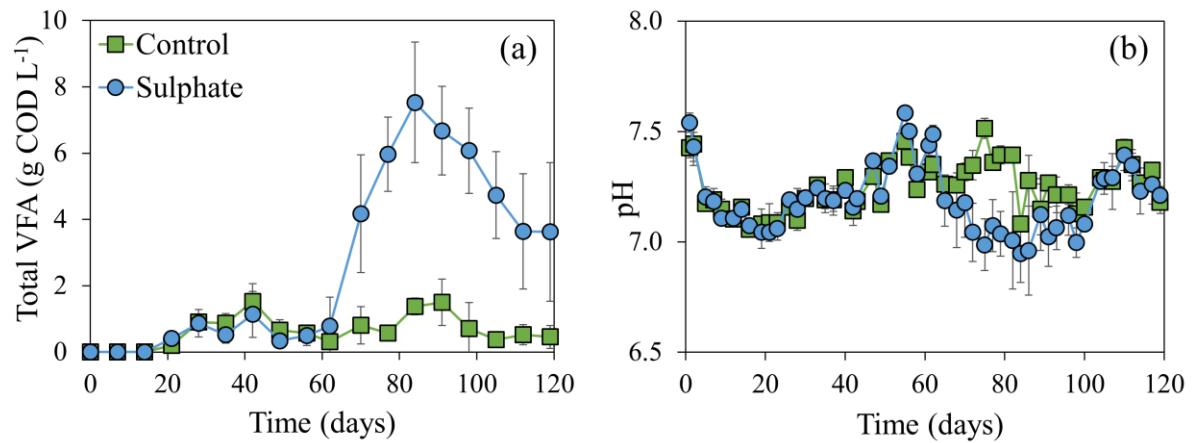 (a)
Control
Sulphate
Total VFA (g COD L⁻¹)
10
8
6
4
2
0
0 20 40 60 80 100 120
Time (days)
(b)
pH
8.0
7.5
7.0
6.5
0 20 40 60 80 100 120
Time (days)